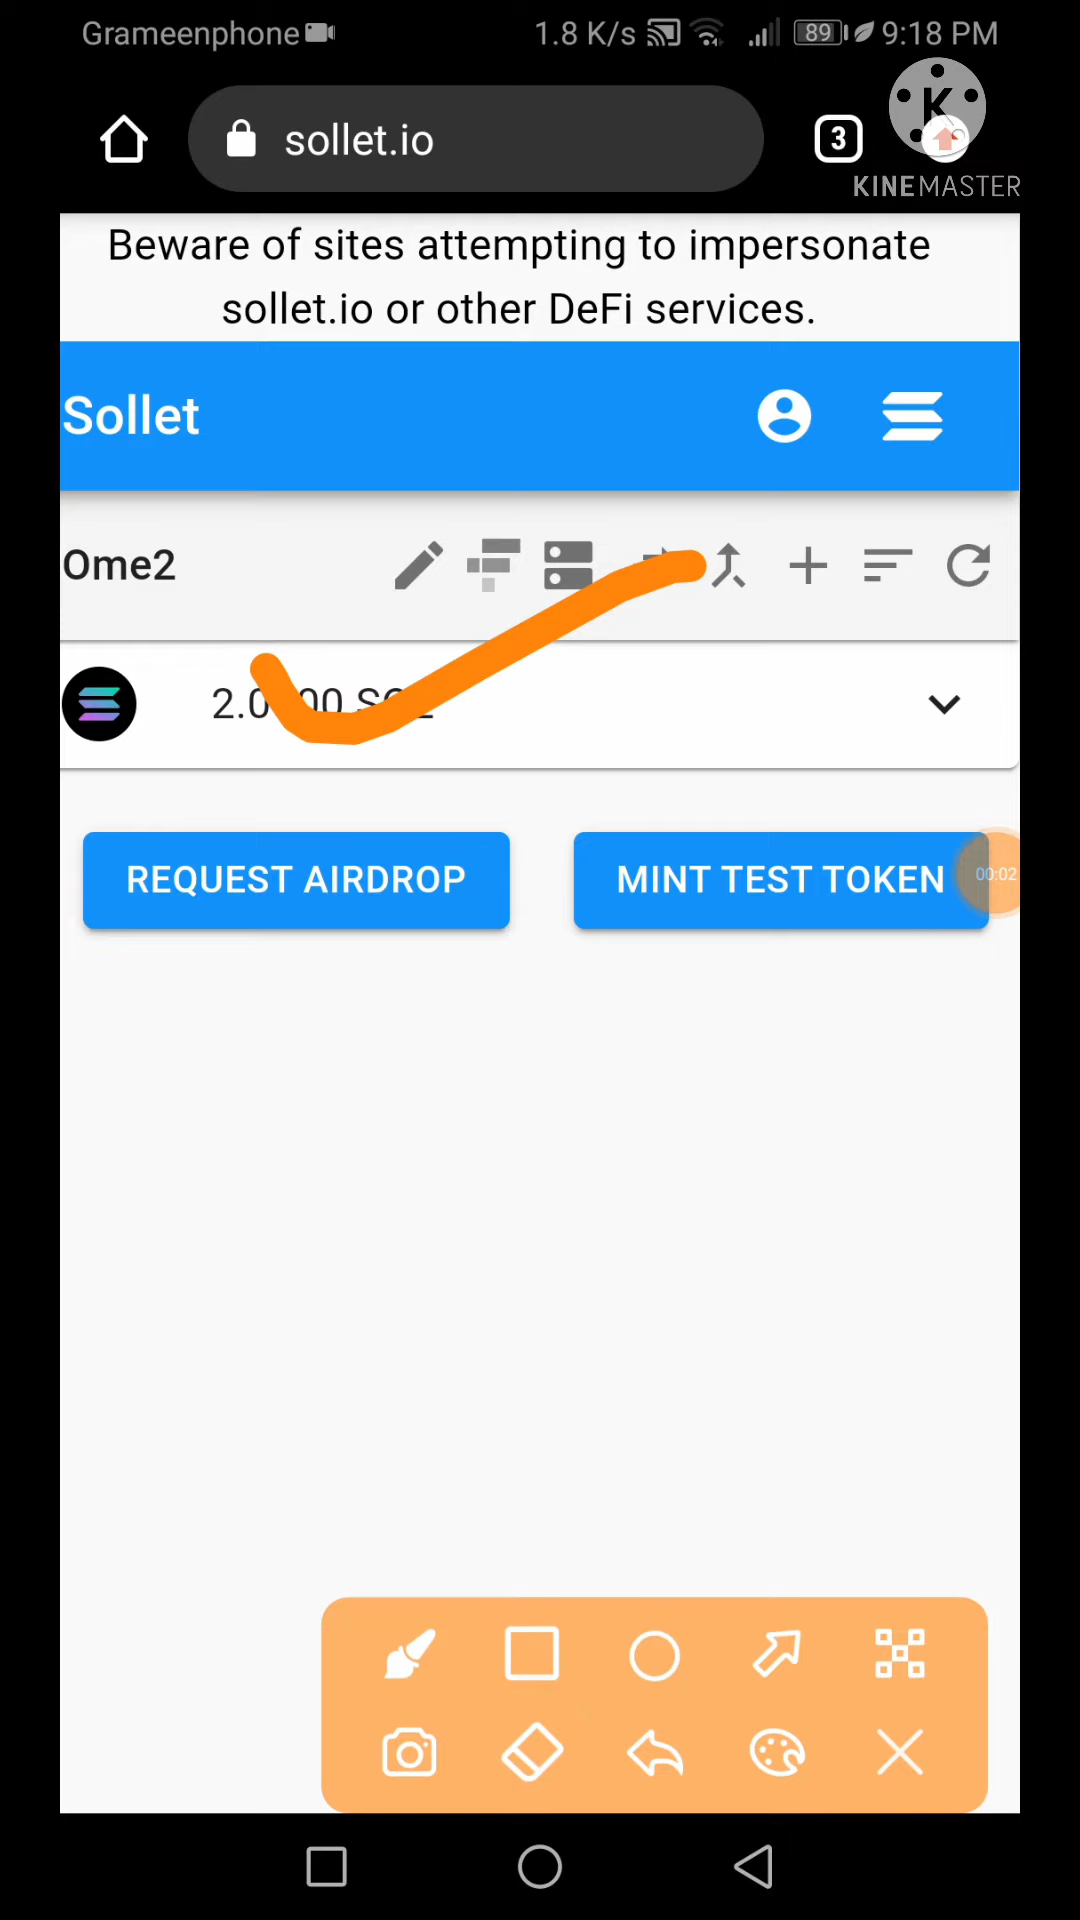 Grameenphone 1.8 K/s 89 9:18 PM
sollet.io 3
K
KINEMASTER
Beware of sites attempting to impersonate
sollet.io or other DeFi services.
Sollet
Ome2
REQUEST AIRDROP MINT TEST TOKEN
00:02